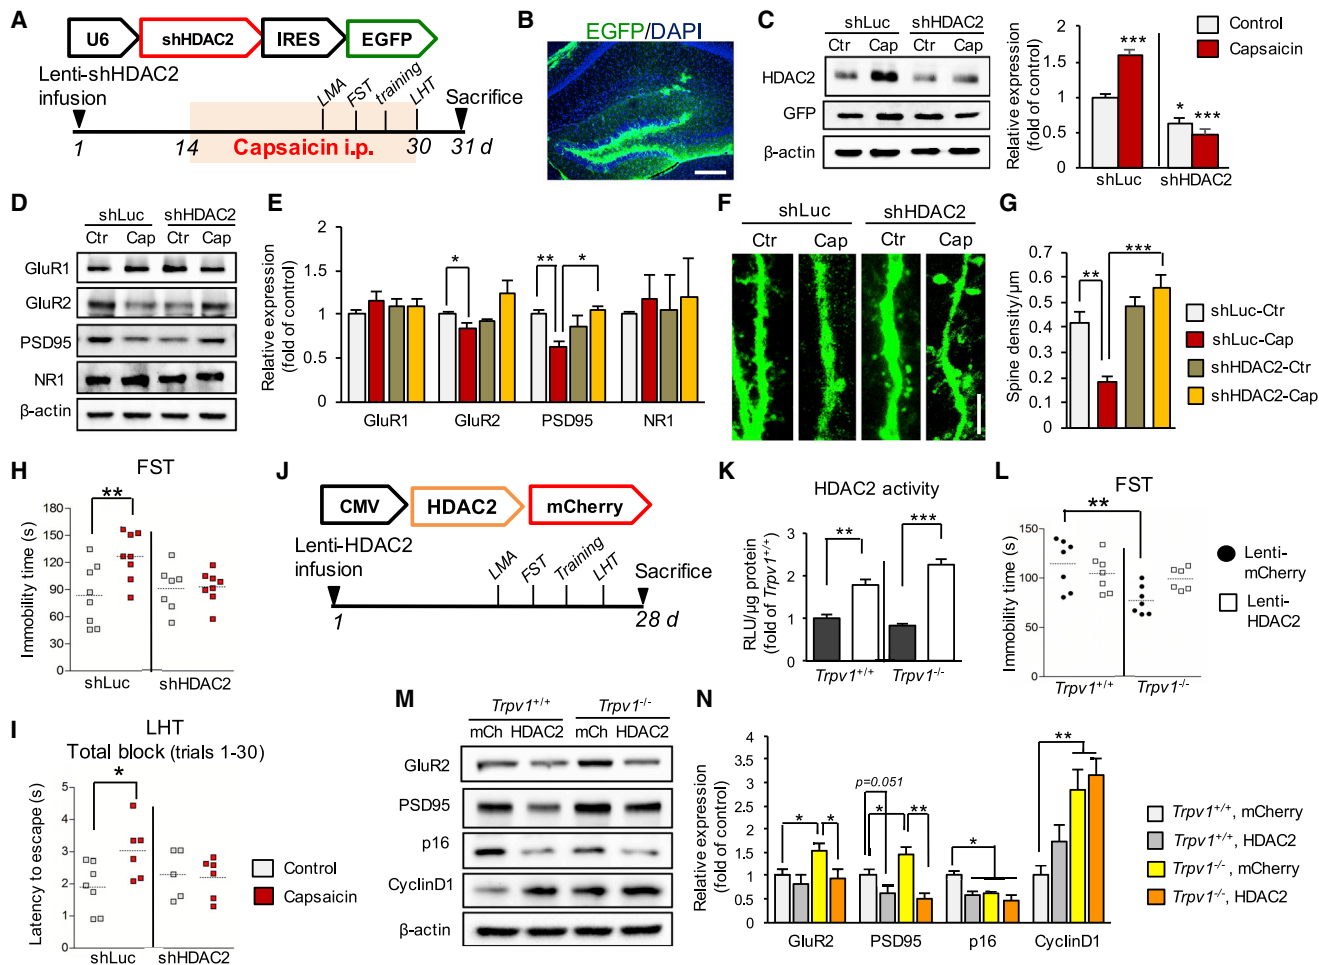 A
U6
shHDAC2
IRES
EGFP
Lenti-shHDAC2
infusion
LMA
FST
training
LHT
Sacrifice
1
14
Capsaicin i.p.
30
31 d
B
EGFP/DAPI
C
shLuc
shHDAC2
Ctr
Cap
Ctr
Cap
HDAC2
GFP
β-actin
Relative expression
(fold of control)
2
1.5
1
0.5
0
***
*
***
shLuc
shHDAC2
Control
Capsaicin
D
shLuc
shHDAC2
Ctr
Cap
Ctr
Cap
GluR1
GluR2
PSD95
NR1
β-actin
E
Relative expression
(fold of control)
2
1.5
1
0.5
0
*
**
*
GluR1
GluR2
PSD95
NR1
F
shLuc
shHDAC2
Ctr
Cap
Ctr
Cap
G
Spine density/μm
0.7
0.6
0.5
0.4
0.3
0.2
0.1
0
**
***
shLuc-Ctr
shLuc-Cap
shHDAC2-Ctr
shHDAC2-Cap
H
FST
Immobility time (s)
180
150
120
90
60
30
0
**
shLuc
shHDAC2
I
LHT
Total block (trials 1-30)
Latency to escape (s)
5
4
3
2
1
0
*
shLuc
shHDAC2
Control
Capsaicin
J
CMV
HDAC2
mCherry
Lenti-HDAC2
infusion
LMA
FST
Training
LHT
Sacrifice
1
28 d
K
HDAC2 activity
RLU/μg protein
(fold of Trpv1+/+)
3
2
1
0
**
***
Trpv1+/+
Trpv1-/-
L
FST
Immobility time (s)
150
100
50
0
**
Trpv1+/+
Trpv1-/-
Lenti-
mCherry
Lenti-
HDAC2
M
Trpv1+/+
Trpv1-/-
mCh
HDAC2
mCh
HDAC2
GluR2
PSD95
p16
CyclinD1
β-actin
N
Relative expression
(fold of control)
4
3.5
3
2.5
2
1.5
1
0.5
0
*
*
p=0.051
*
**
*
**
GluR2
PSD95
p16
CyclinD1
Trpv1+/+, mCherry
Trpv1+/+, HDAC2
Trpv1-/-, mCherry
Trpv1-/-, HDAC2